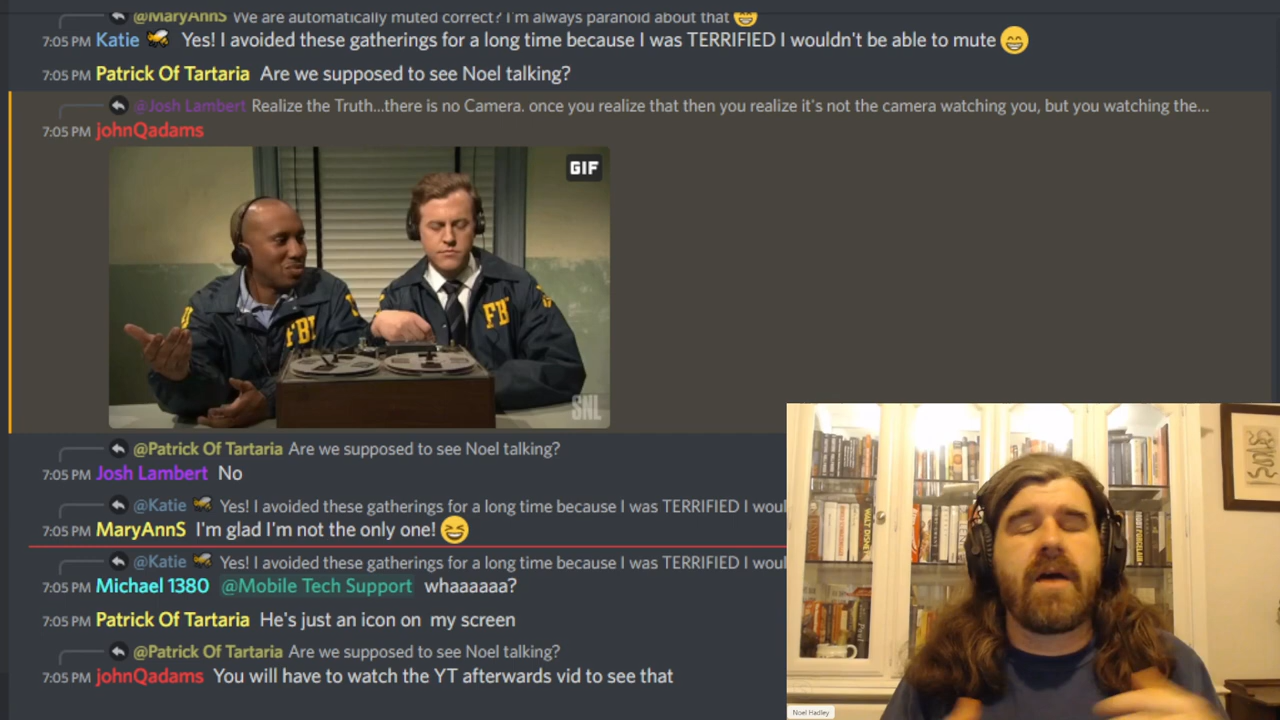 @MaryAnnS We are automatically muted correct? I'm always paranoid about that
7:05 PM Katie Yes! I avoided these gatherings for a long time because I was TERRIFIED I wouldn't be able to mute
7:05 PM Patrick Of Tartaria Are we supposed to see Noel talking?
@Josh Lambert Realize the Truth...there is no Camera. once you realize that then you realize it's not the camera watching you, but you watching the...
7:05 PM johnQadams
GIF
FBI
FB
SNL
@Patrick Of Tartaria Are we supposed to see Noel talking?
7:05 PM Josh Lambert No
@Katie Yes! I avoided these gatherings for a long time because I was TERRIFIED I woul
7:05 PM MaryAnnS I'm glad I'm not the only one!
@Katie Yes! I avoided these gatherings for a long time because I was TERRIFIED I woul
7:05 PM Michael 1380 @Mobile Tech Support whaaaaaa?
7:05 PM Patrick Of Tartaria He's just an icon on my screen
@Patrick Of Tartaria Are we supposed to see Noel talking?
7:05 PM johnQadams You will have to watch the YT afterwards vid to see that
WALT DISNEY
Noel Hadley